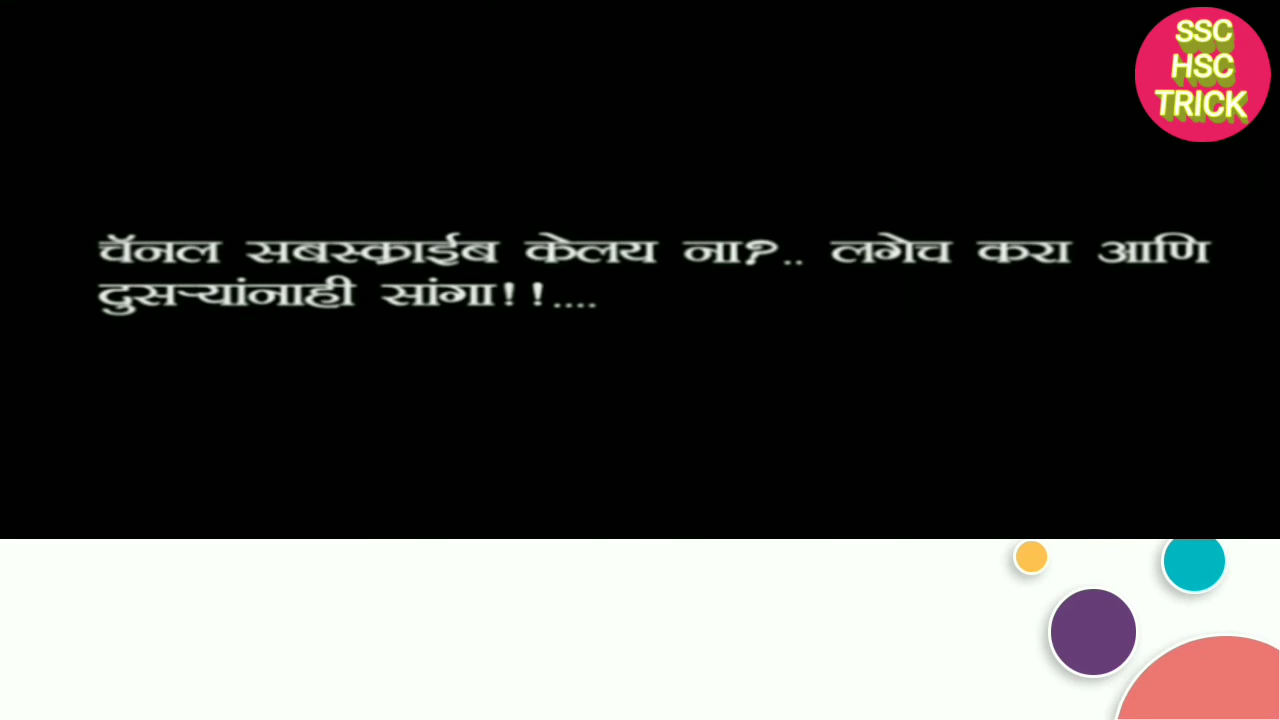 SSC
HSC
TRICK
चॅनल सबस्काईब केलय ना?.. लगेच करा आणि
दुसऱ्यांनाही सांगा!!....